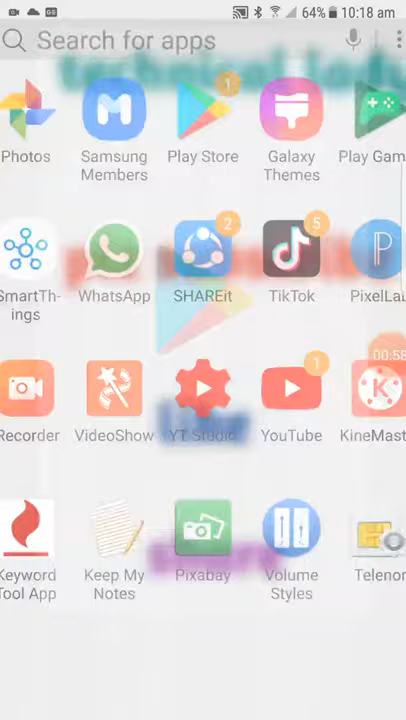 64% 10:18 am
Search for apps
technical
1
Photos
Samsung Members
Play Store
Galaxy Themes
Play Gam
2
5
SmartTh-
ings
WhatsApp
SHAREit
TikTok
PixelLa
00:58
Recorder
VideoShow
YT Studio
YouTube
KineMast
1
Keyword
Tool App
Keep My
Notes
Pixabay
Volume
Styles
Telenor